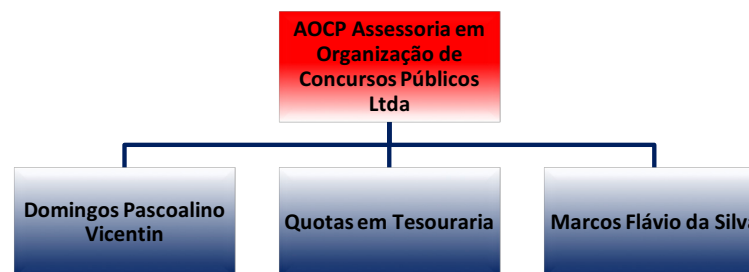 AOCP Assessoria em
Organização de
Concursos Públicos
Ltda
Domingos Pascoalino
Vicentin
Quotas em Tesouraria
Marcos Flávio da Silva